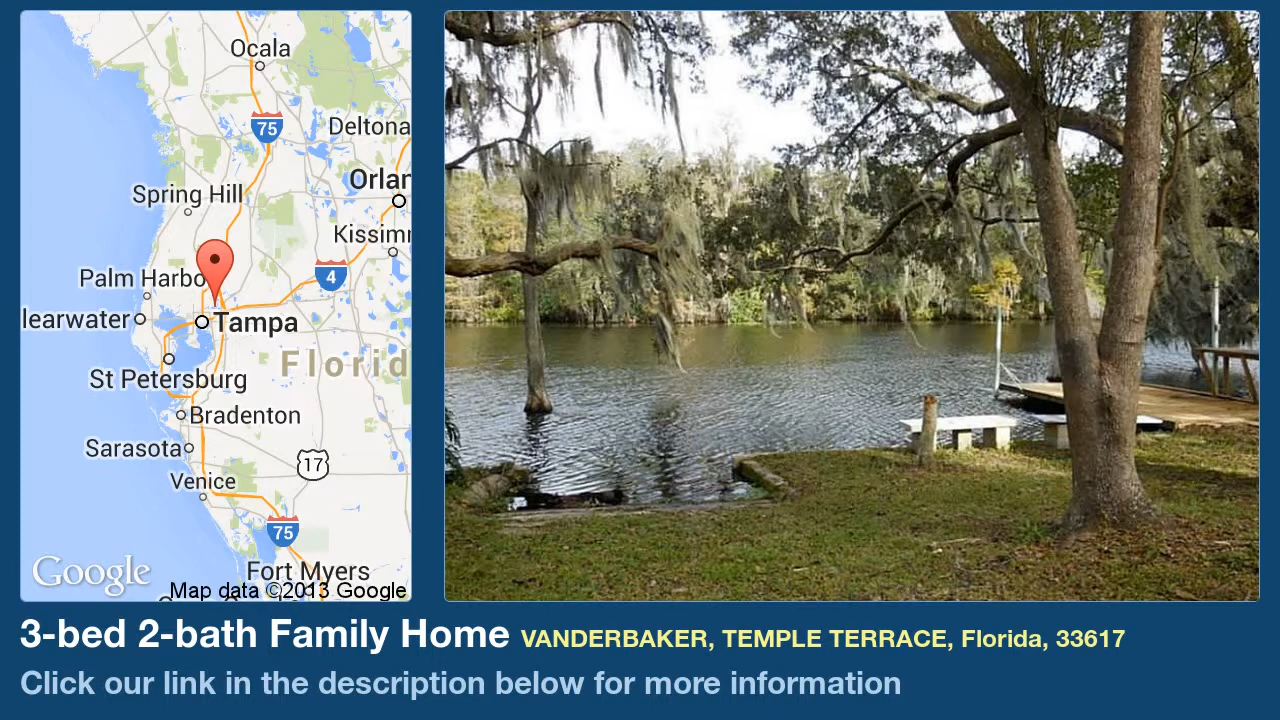 Ocala
75
Deltona
Orlan
Spring Hill
Kissimm
4
Palm Harbo
learwater
Tampa
Florid
St Petersburg
Bradenton
Sarasota
17
Venice
75
Fort Myers
Google
Map data ©2013 Google
3-bed 2-bath Family Home VANDERBAKER, TEMPLE TERRACE, Florida, 33617
Click our link in the description below for more information